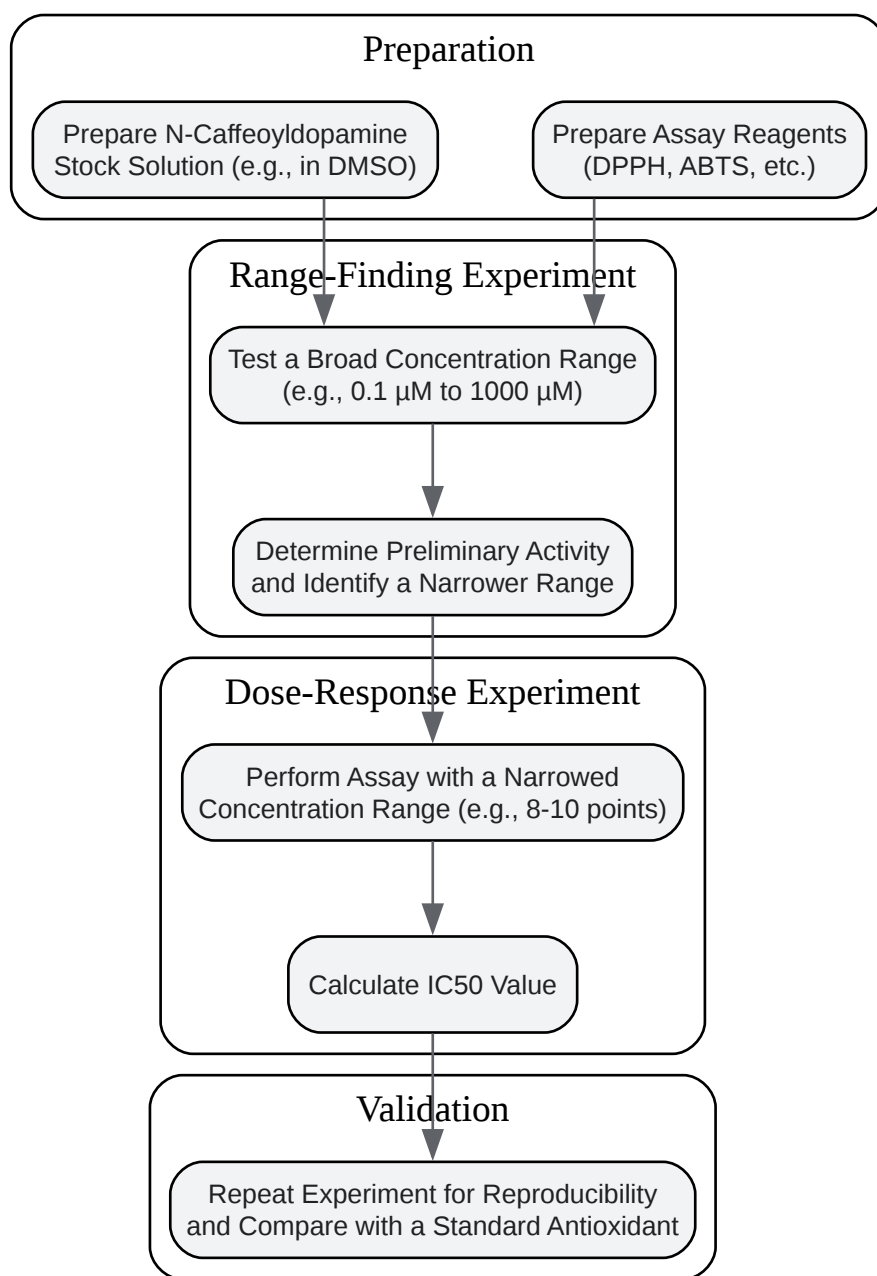 Preparation
Prepare N-Caffeoyldopamine
Stock Solution (e.g., in DMSO)
Prepare Assay Reagents
(DPPH, ABTS, etc.)
Range-Finding Experiment
Test a Broad Concentration Range
(e.g., 0.1 µM to 1000 µM)
Determine Preliminary Activity
and Identify a Narrower Range
Dose-Response Experiment
Perform Assay with a Narrowed
Concentration Range (e.g., 8-10 points)
Calculate IC50 Value
Validation
Repeat Experiment for Reproducibility
and Compare with a Standard Antioxidant